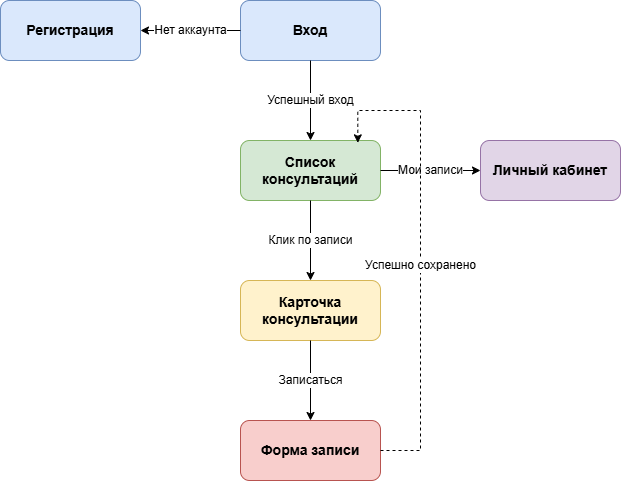 Регистрация
Нет аккаунта
Вход
Успешный вход
Список
консультаций
Мои записи
Личный кабинет
Клик по записи
Успешно сохранено
Карточка
консультации
Записаться
Форма записи